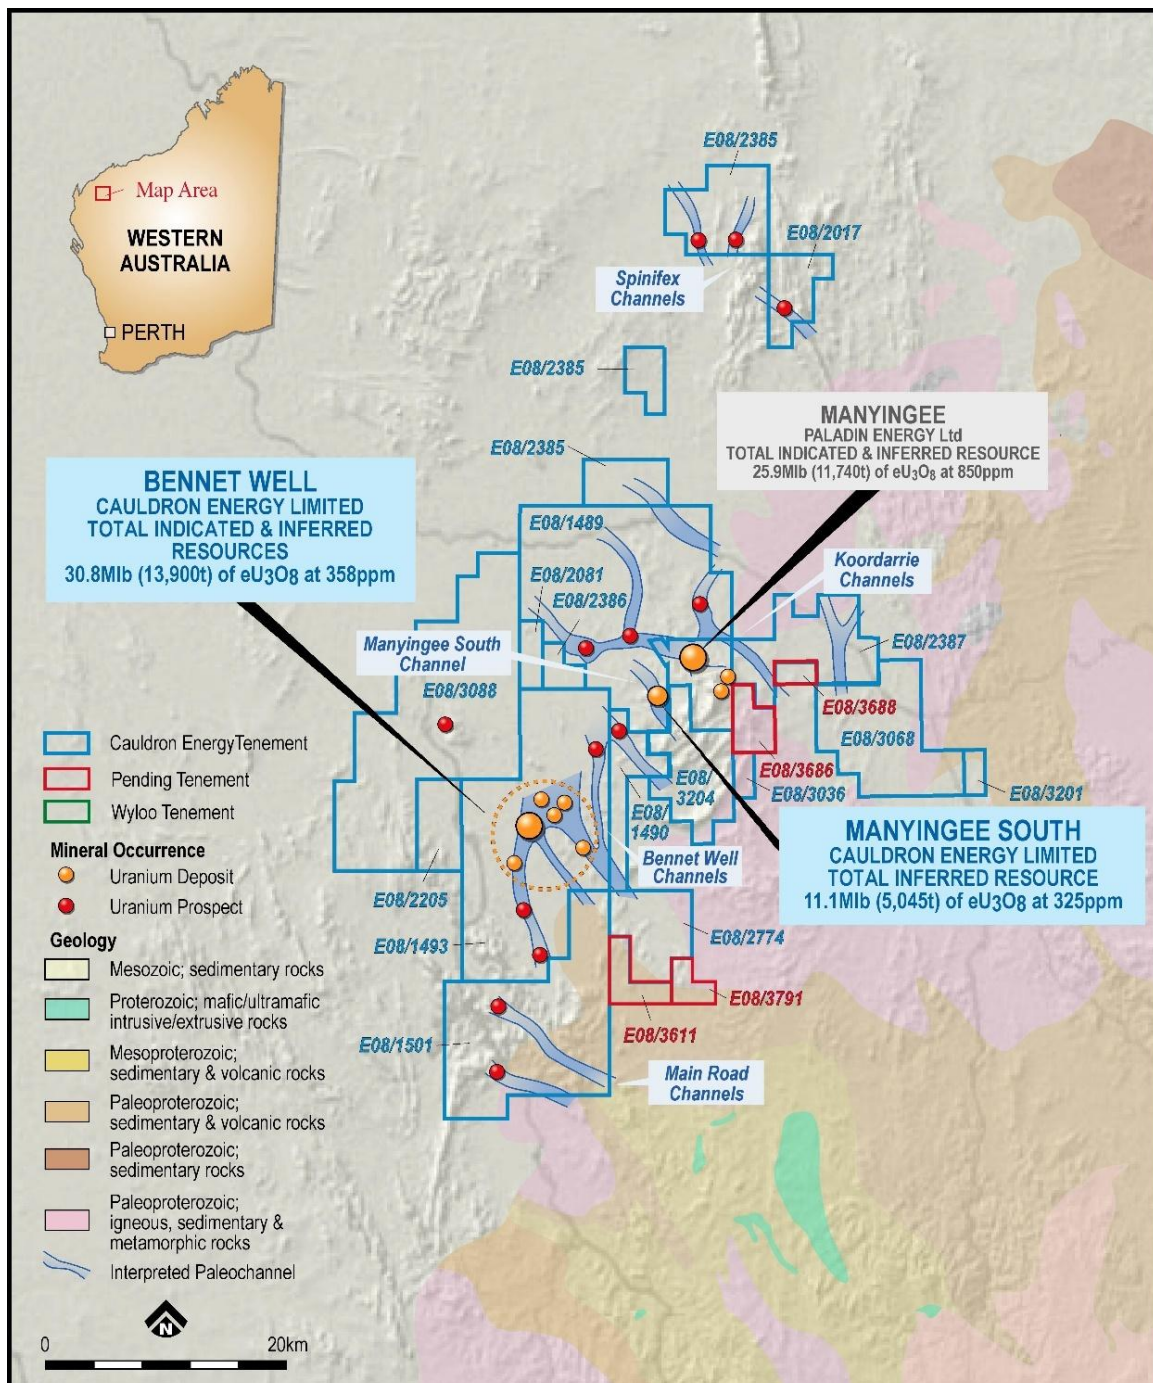 Map Area
WESTERN
AUSTRALIA
PERTH
E08/2385
E08/2017
Spinifex
Channels
E08/2385
MANYINGEE
PALADIN ENERGY Ltd
TOTAL INDICATED & INFERRED RESOURCE
25.9Mlb (11,740t) of eU₃O₈ at 850ppm
E08/2385
BENNET WELL
CAULDRON ENERGY LIMITED
TOTAL INDICATED & INFERRED
RESOURCES
30.8Mlb (13,900t) of eU₃O₈ at 358ppm
E08/1489
Koordarrie
Channels
E08/2081
E08/2386
Manyingee South
Channel
E08/2387
E08/3088
E08/3688
E08/3068
E08/3686
E08/
3204
E08/3036
E08/3201
E08/
1490
MANYINGEE SOUTH
CAULDRON ENERGY LIMITED
TOTAL INFERRED RESOURCE
11.1Mlb (5,045t) of eU₃O₈ at 325ppm
Bennet Well
Channels
E08/2205
E08/1493
E08/2774
E08/3791
E08/3611
E08/1501
Main Road
Channels
Cauldron EnergyTenement
Pending Tenement
Wyloo Tenement
Mineral Occurrence
Uranium Deposit
Uranium Prospect
Geology
Mesozoic; sedimentary rocks
Proterozoic; mafic/ultramafic
intrusive/extrusive rocks
Mesoproterozoic;
sedimentary & volcanic rocks
Paleoproterozoic;
sedimentary & volcanic rocks
Paleoproterozoic;
sedimentary rocks
Paleoproterozoic;
igneous, sedimentary &
metamorphic rocks
Interpreted Paleochannel
N
0 20km